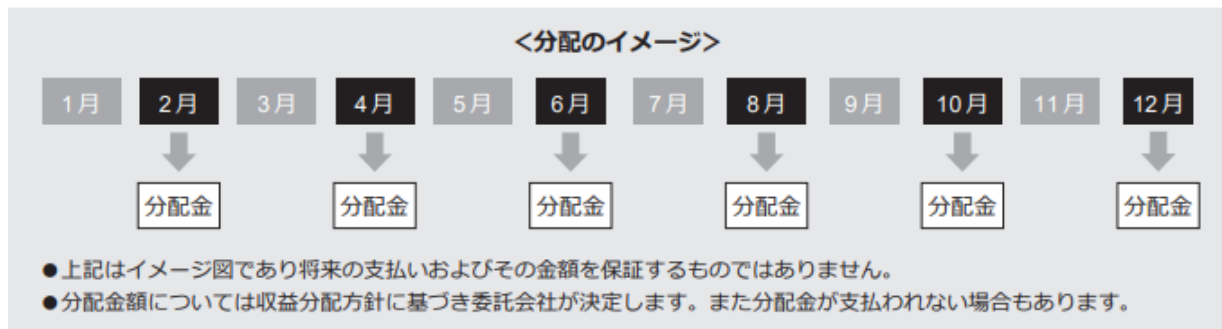 <分配のイメージ>
1月 2月 3月 4月 5月 6月 7月 8月 9月 10月 11月 12月
分配金 分配金 分配金 分配金 分配金 分配金
●上記はイメージ図であり将来の支払いおよびその金額を保証するものではありません。
●分配金額については収益分配方針に基づき委託会社が決定します。また分配金が支払われない場合もあります。